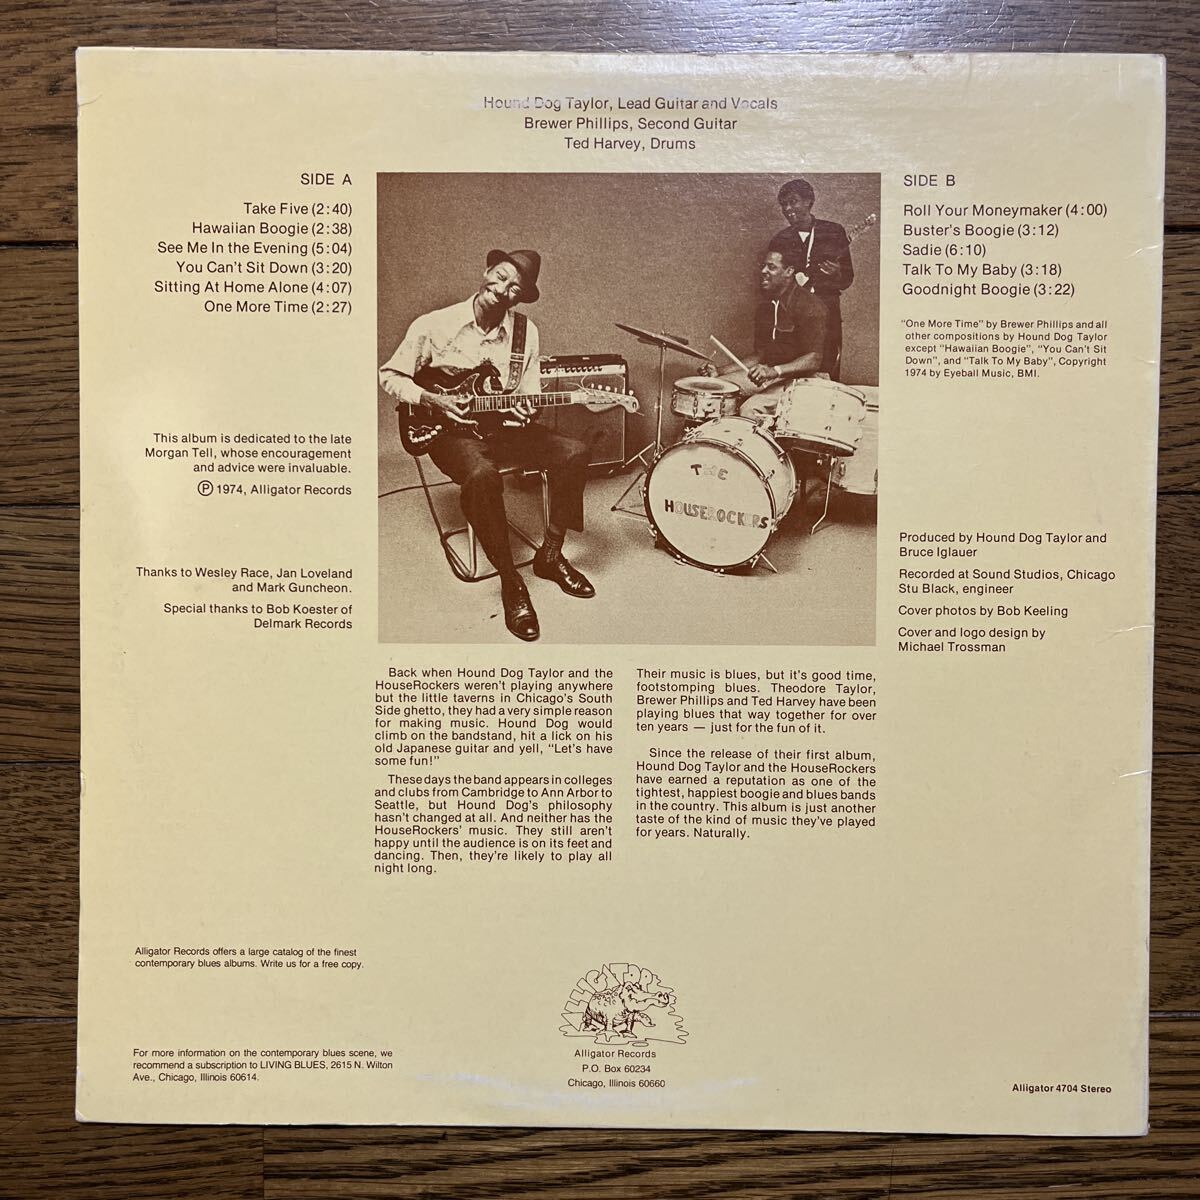 Hound Dog Taylor, Lead Guitar and Vocals
Brewer Phillips, Second Guitar
Ted Harvey, Drums
SIDE A
Take Five (2:40)
Hawaiian Boogie (2:38)
See Me In the Evening (5:04)
You Can't Sit Down (3:20)
Sitting At Home Alone (4:07)
One More Time (2:27)
This album is dedicated to the late
Morgan Tell, whose encouragement
and advice were invaluable.
Ⓟ 1974, Alligator Records
Thanks to Wesley Race, Jan Loveland
and Mark Guncheon.
Special thanks to Bob Koester of
Delmark Records
THE
HOUSEROCKERS
SIDE B
Roll Your Moneymaker (4:00)
Buster's Boogie (3:12)
Sadie (6:10)
Talk To My Baby (3:18)
Goodnight Boogie (3:22)
"One More Time" by Brewer Phillips and all
other compositions by Hound Dog Taylor
except "Hawaiian Boogie", "You Can't Sit
Down", and "Talk To My Baby", Copyright
1974 by Eyeball Music, BMI.
Produced by Hound Dog Taylor and
Bruce Iglauer
Recorded at Sound Studios, Chicago
Stu Black, engineer
Cover photos by Bob Keeling
Cover and logo design by
Michael Trossman
Back when Hound Dog Taylor and the
HouseRockers weren't playing anywhere
but the little taverns in Chicago's South
Side ghetto, they had a very simple reason
for making music. Hound Dog would
climb on the bandstand, hit a lick on his
old Japanese guitar and yell, "Let's have
some fun!"
These days the band appears in colleges
and clubs from Cambridge to Ann Arbor to
Seattle, but Hound Dog's philosophy
hasn't changed at all. And neither has the
HouseRockers' music. They still aren't
happy until the audience is on its feet and
dancing. Then, they're likely to play all
night long.
Their music is blues, but it's good time,
footstomping blues. Theodore Taylor,
Brewer Phillips and Ted Harvey have been
playing blues that way together for over
ten years — just for the fun of it.
Since the release of their first album,
Hound Dog Taylor and the HouseRockers
have earned a reputation as one of the
tightest, happiest boogie and blues bands
in the country. This album is just another
taste of the kind of music they've played
for years. Naturally.
Alligator Records offers a large catalog of the finest
contemporary blues albums. Write us for a free copy.
For more information on the contemporary blues scene, we
recommend a subscription to LIVING BLUES, 2615 N. Wilton
Ave., Chicago, Illinois 60614.
ALLIGATOR
Alligator Records
P.O. Box 60234
Chicago, Illinois 60660
Alligator 4704 Stereo